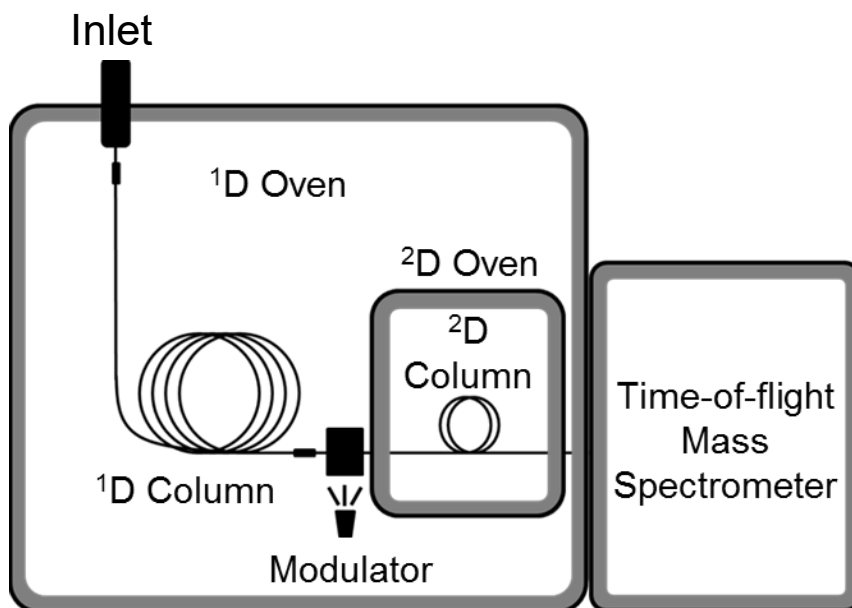 Inlet
¹D Oven
²D Oven
²D
Column
¹D Column
Modulator
Time-of-flight
Mass
Spectrometer